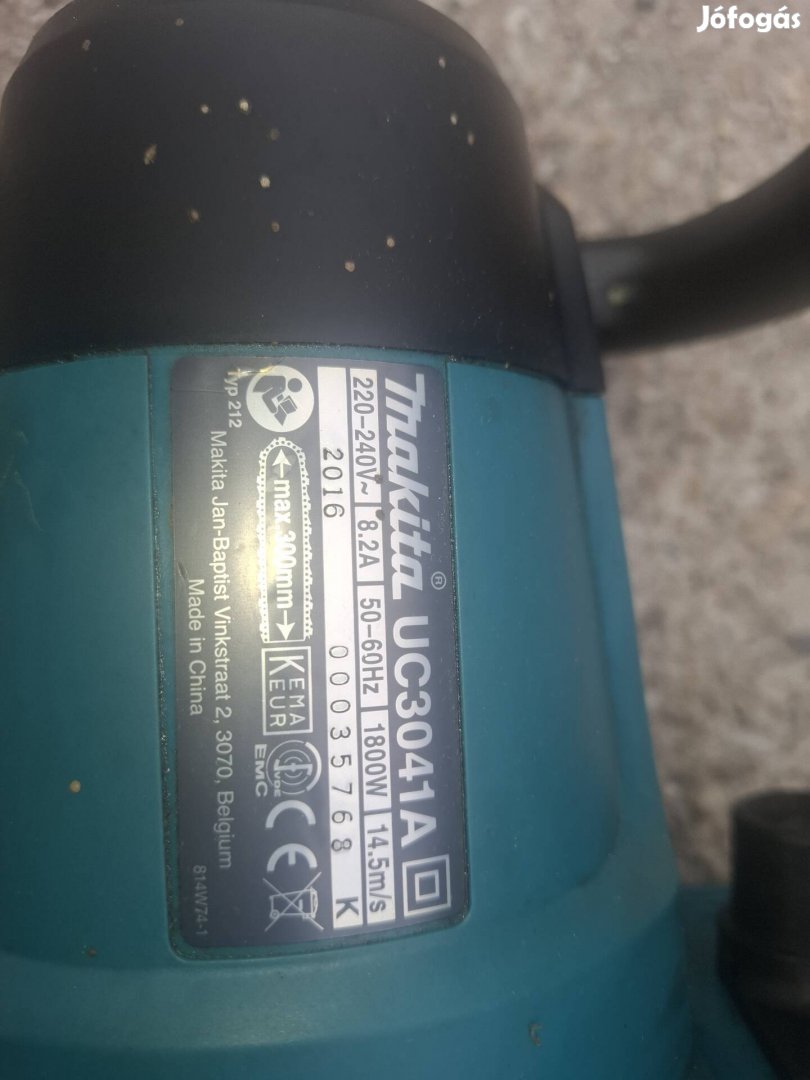 Jófogás
makita® UC3041A
220-240V~ 8.2A 50-60Hz 1800W 14.5m/s
2016 00035768 K
max 300mm
KEMA
KEUR
VDE
EMC
CE
Typ 212
Makita Jan-Baptist Vinkstraat 2, 3070, Belgium
Made in China
814W74-1